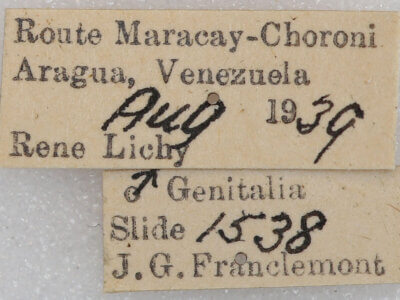 Route Maracay-Choroni
Aragua, Venezuela
Aug 1939
Rene Lichy
♂ Genitalia
Slide 1538
J.G. Franclemont